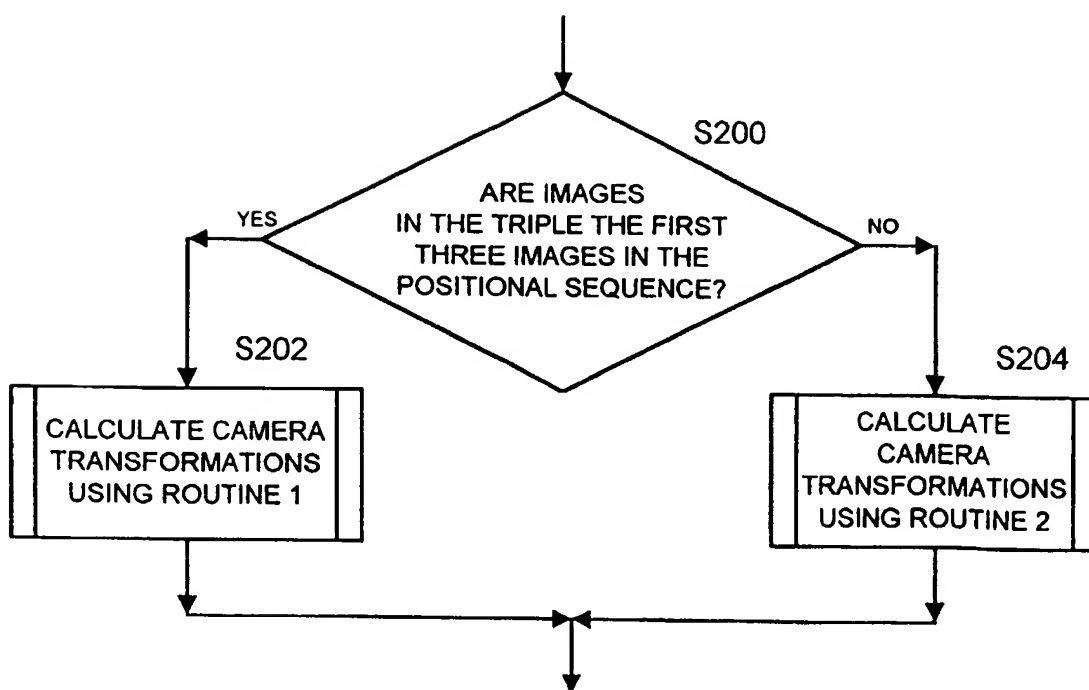 S200
ARE IMAGES
IN THE TRIPLE THE FIRST
THREE IMAGES IN THE
POSITIONAL SEQUENCE?
YES
NO
S202
CALCULATE CAMERA
TRANSFORMATIONS
USING ROUTINE 1
S204
CALCULATE
CAMERA
TRANSFORMATIONS
USING ROUTINE 2